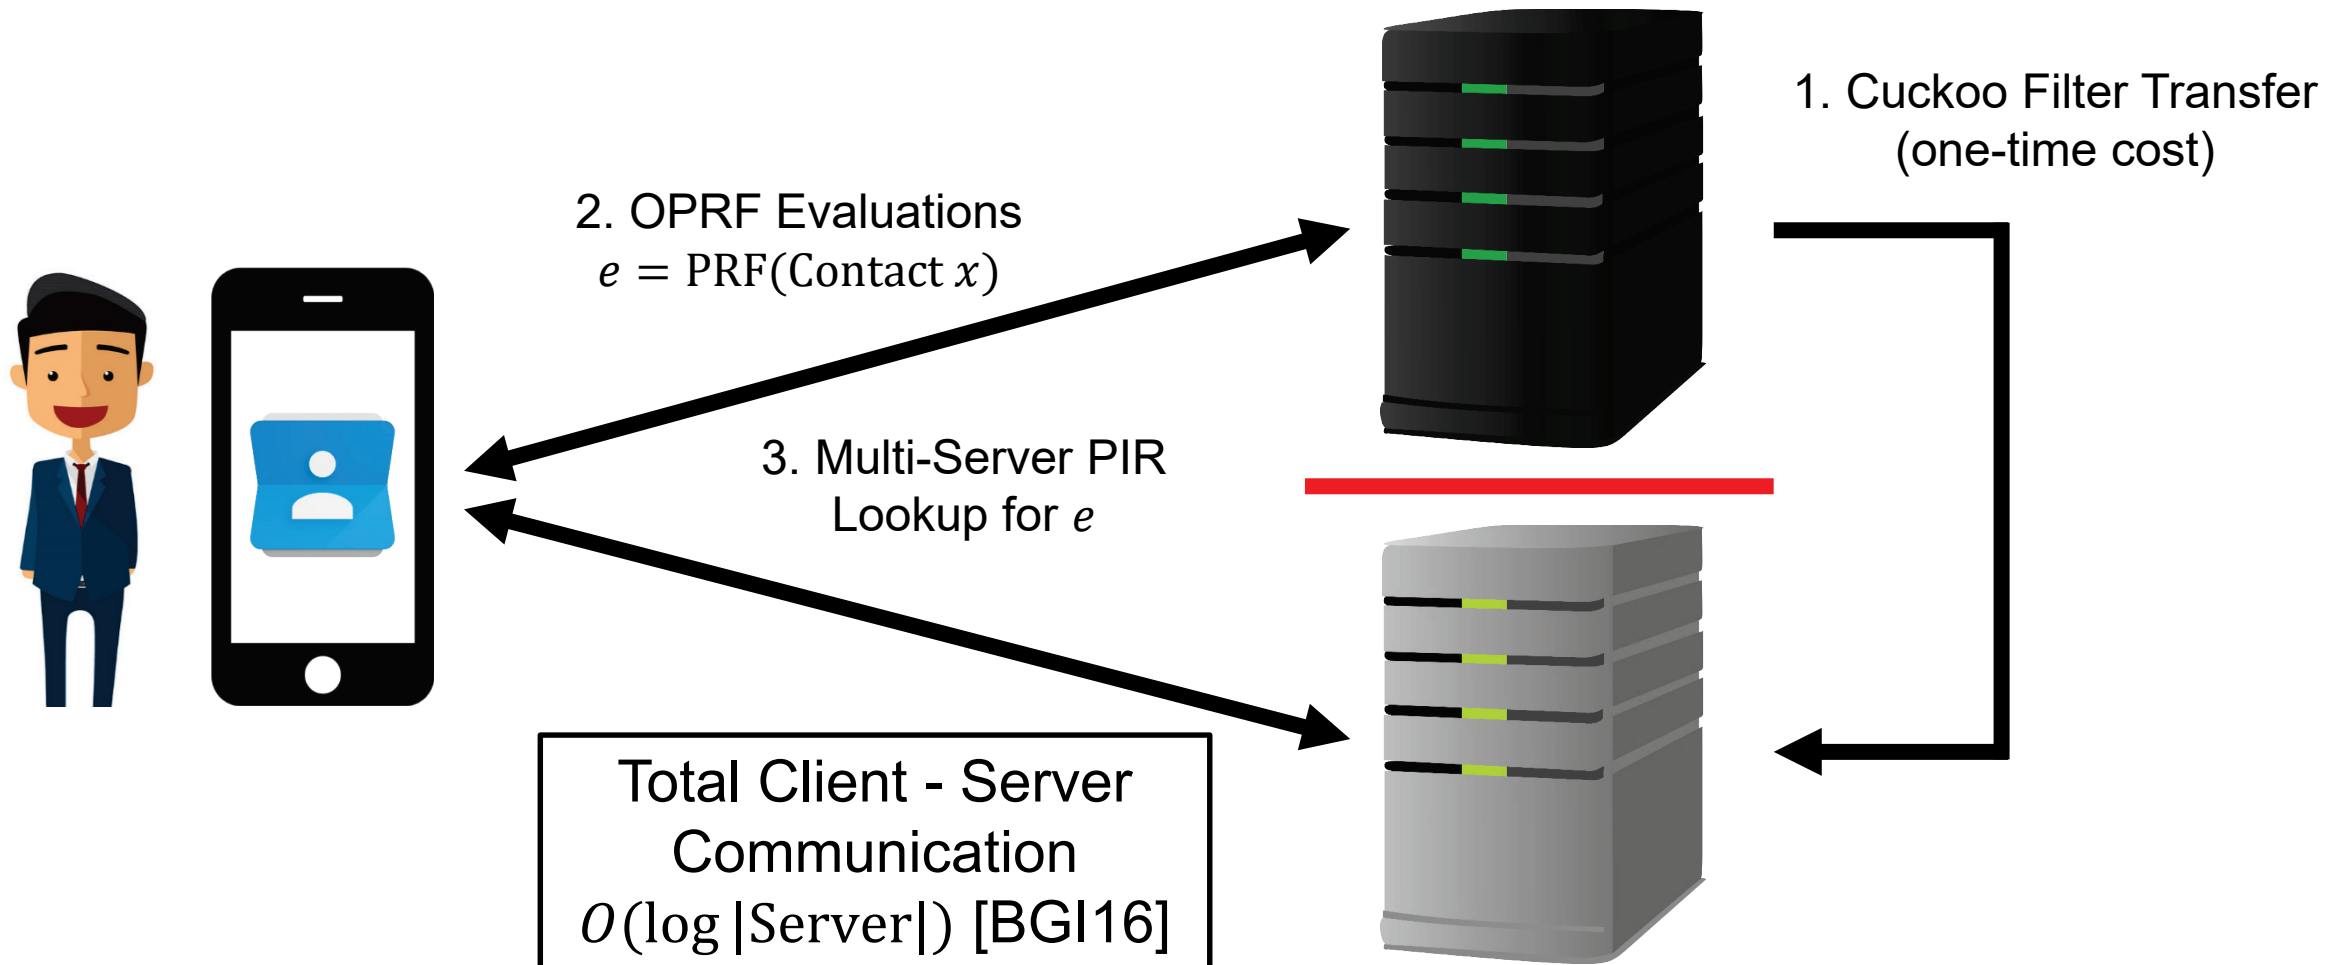 1. Cuckoo Filter Transfer
(one-time cost)
2. OPRF Evaluations
e = PRF(Contact x)
3. Multi-Server PIR
Lookup for e
Total Client - Server
Communication
O(log |Server|) [BGI16]